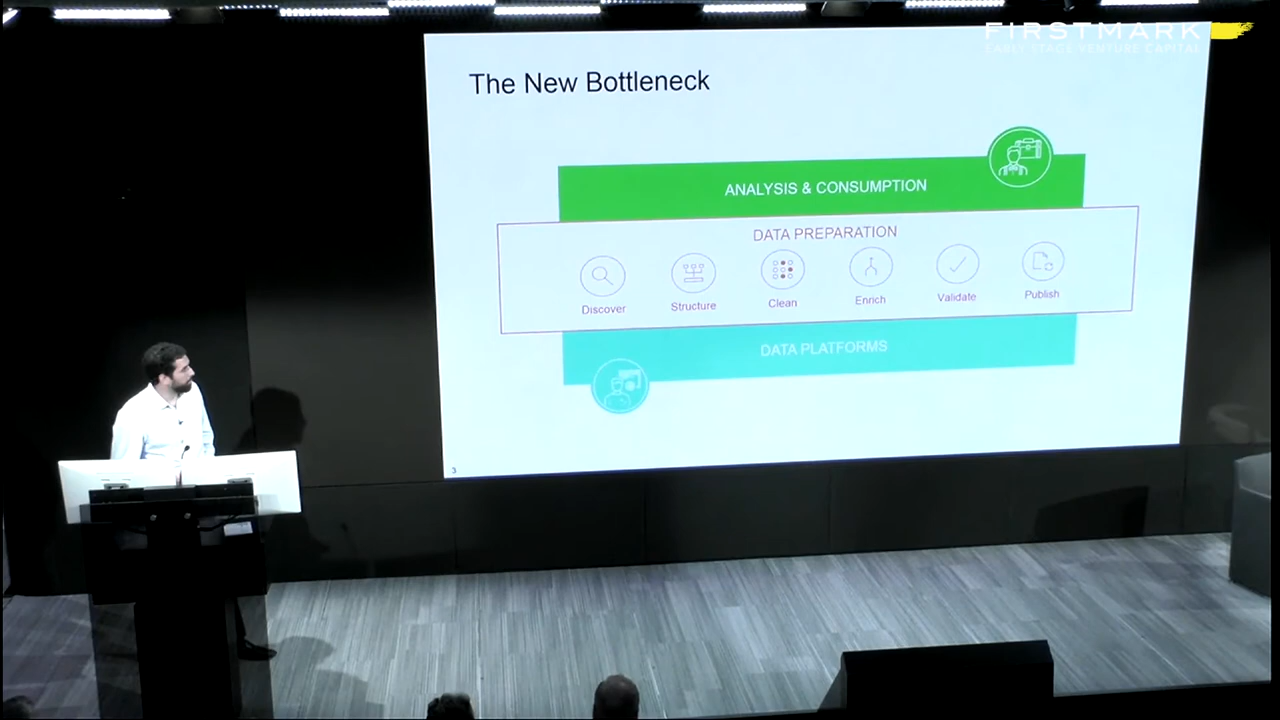 FIRSTMARK
EARLY STAGE VENTURE CAPITAL
The New Bottleneck
ANALYSIS & CONSUMPTION
DATA PREPARATION
Discover
Structure
Clean
Enrich
Validate
Publish
DATA PLATFORMS
3